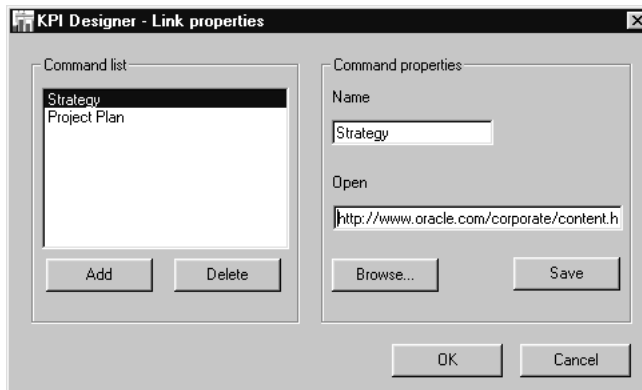 KPI Designer - Link properties
Command list
Strategy
Project Plan
Add
Delete
Command properties
Name
Strategy
Open
http://www.oracle.com/corporate/content.h
Browse...
Save
OK
Cancel